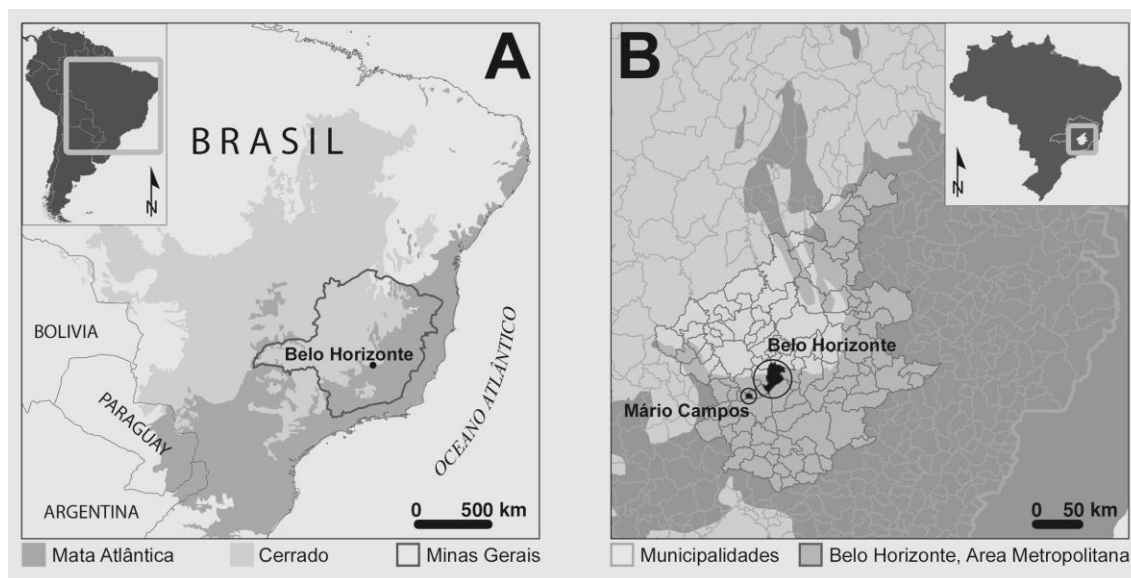 A
BRASIL
N
BOLIVIA
Belo Horizonte
PARAGUAY
OCEANO ATLÂNTICO
ARGENTINA
0 500 km
Mata Atlântica
Cerrado
Minas Gerais
B
N
Belo Horizonte
Mário Campos
0 50 km
Municipalidades
Belo Horizonte, Area Metropolitana